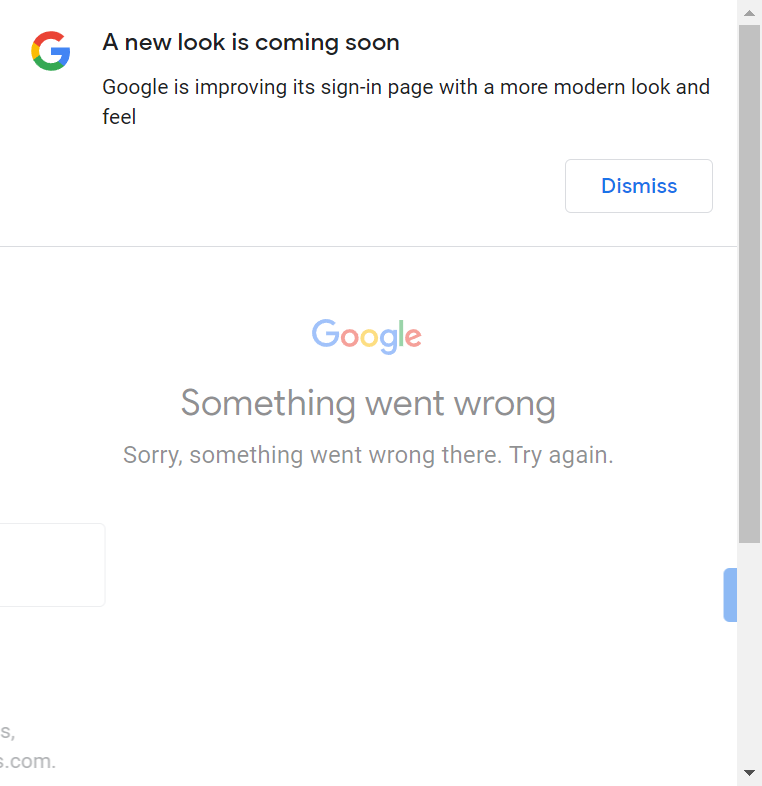 A new look is coming soon
Google is improving its sign-in page with a more modern look and
feel
Dismiss
Google
Something went wrong
Sorry, something went wrong there. Try again.
s,
s.com.